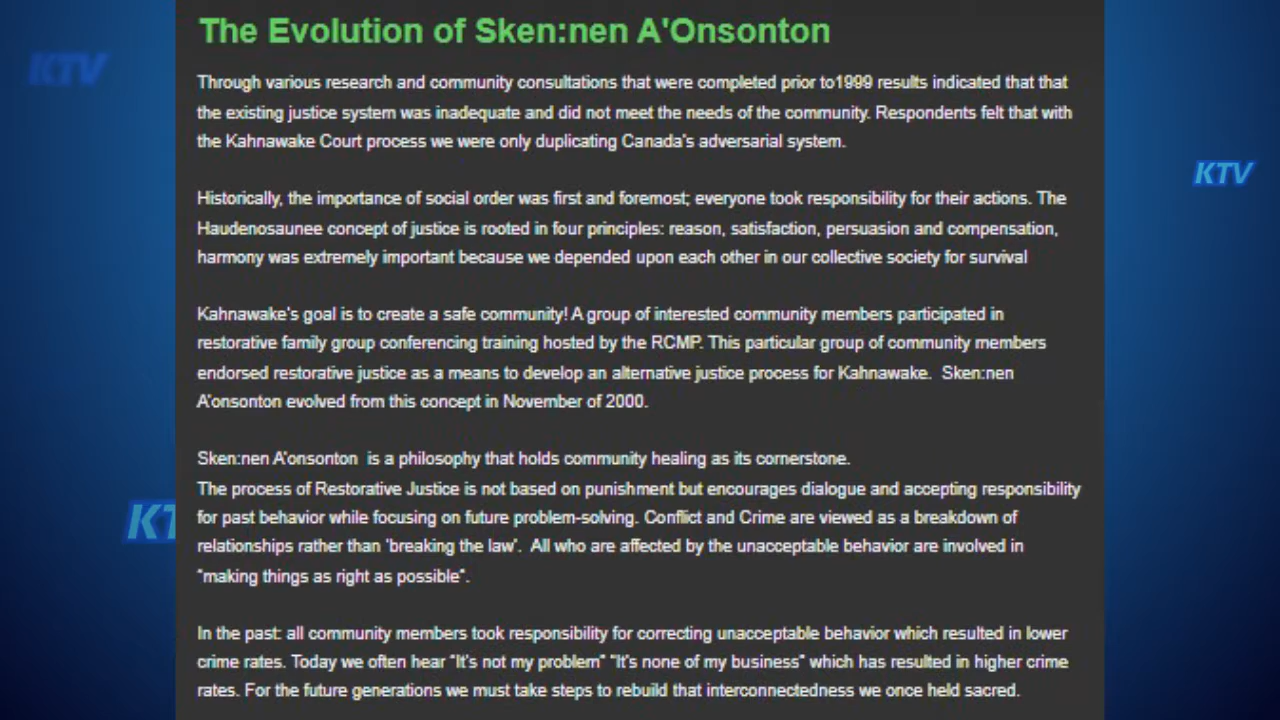 The Evolution of Sken:nen A'Onsonton
KTV
Through various research and community consultations that were completed prior to1999 results indicated that that
the existing justice system was inadequate and did not meet the needs of the community. Respondents felt that with
the Kahnawake Court process we were only duplicating Canada's adversarial system.
KTV
Historically, the importance of social order was first and foremost; everyone took responsibility for their actions. The
Haudenosaunee concept of justice is rooted in four principles: reason, satisfaction, persuasion and compensation,
harmony was extremely important because we depended upon each other in our collective society for survival
Kahnawake's goal is to create a safe community! A group of interested community members participated in
restorative family group conferencing training hosted by the RCMP. This particular group of community members
endorsed restorative justice as a means to develop an alternative justice process for Kahnawake.  Sken:nen
A'onsonton evolved from this concept in November of 2000.
Sken:nen A'onsonton  is a philosophy that holds community healing as its cornerstone.
The process of Restorative Justice is not based on punishment but encourages dialogue and accepting responsibility
for past behavior while focusing on future problem-solving. Conflict and Crime are viewed as a breakdown of
KT
relationships rather than 'breaking the law'.  All who are affected by the unacceptable behavior are involved in
"making things as right as possible".
In the past: all community members took responsibility for correcting unacceptable behavior which resulted in lower
crime rates. Today we often hear "It's not my problem" "It's none of my business" which has resulted in higher crime
rates. For the future generations we must take steps to rebuild that interconnectedness we once held sacred.